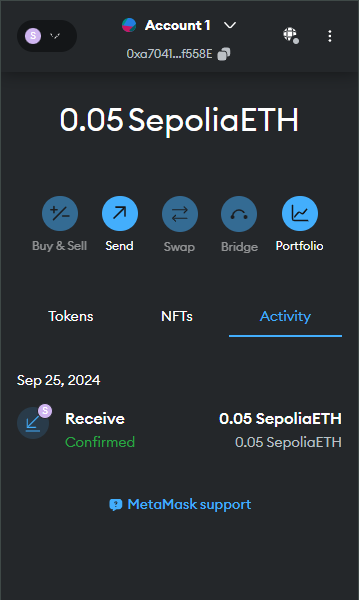 S
Account 1
0xa7041...f558E
0.05 SepoliaETH
Buy & Sell
Send
Swap
Bridge
Portfolio
Tokens
NFTs
Activity
Sep 25, 2024
S
Receive
0.05 SepoliaETH
Confirmed
0.05 SepoliaETH
MetaMask support